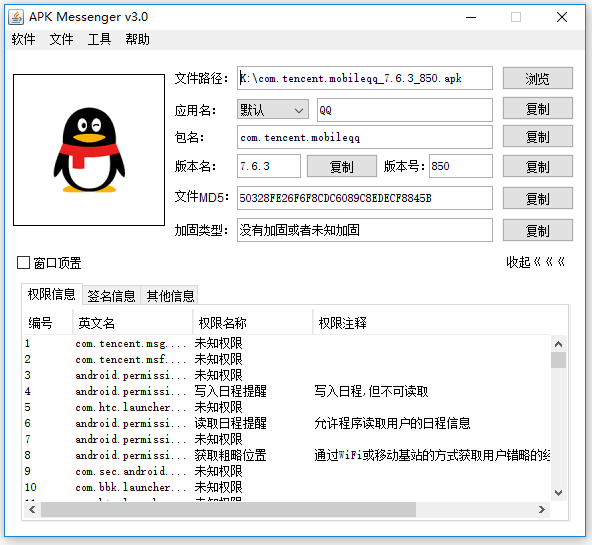 APK Messenger v3.0
软件 文件 工具 帮助
文件路径: K:\com.tencent.mobileqq_7.6.3_850.apk 浏览
应用名: 默认 QQ 复制
包名: com.tencent.mobileqq 复制
版本名: 7.6.3 复制 版本号: 850 复制
文件MD5: 50328FE26F6F8CDC6089C8EDECF8845B 复制
加固类型: 没有加固或者未知加固 复制
窗口顶置 收起《《《
权限信息 签名信息 其他信息
编号 英文名 权限名称 权限注释
1 com.tencent.msg.... 未知权限
2 com.tencent.msf.... 未知权限
3 android.permissi... 未知权限
4 android.permissi... 写入日程提醒 写入日程,但不可读取
5 com.htc.launcher... 未知权限
6 android.permissi... 读取日程提醒 允许程序读取用户的日程信息
7 android.permissi... 未知权限
8 android.permissi... 获取粗略位置 通过WiFi或移动基站的方式获取用户错略的经
9 com.sec.android.... 未知权限
10 com.bbk.launcher... 未知权限